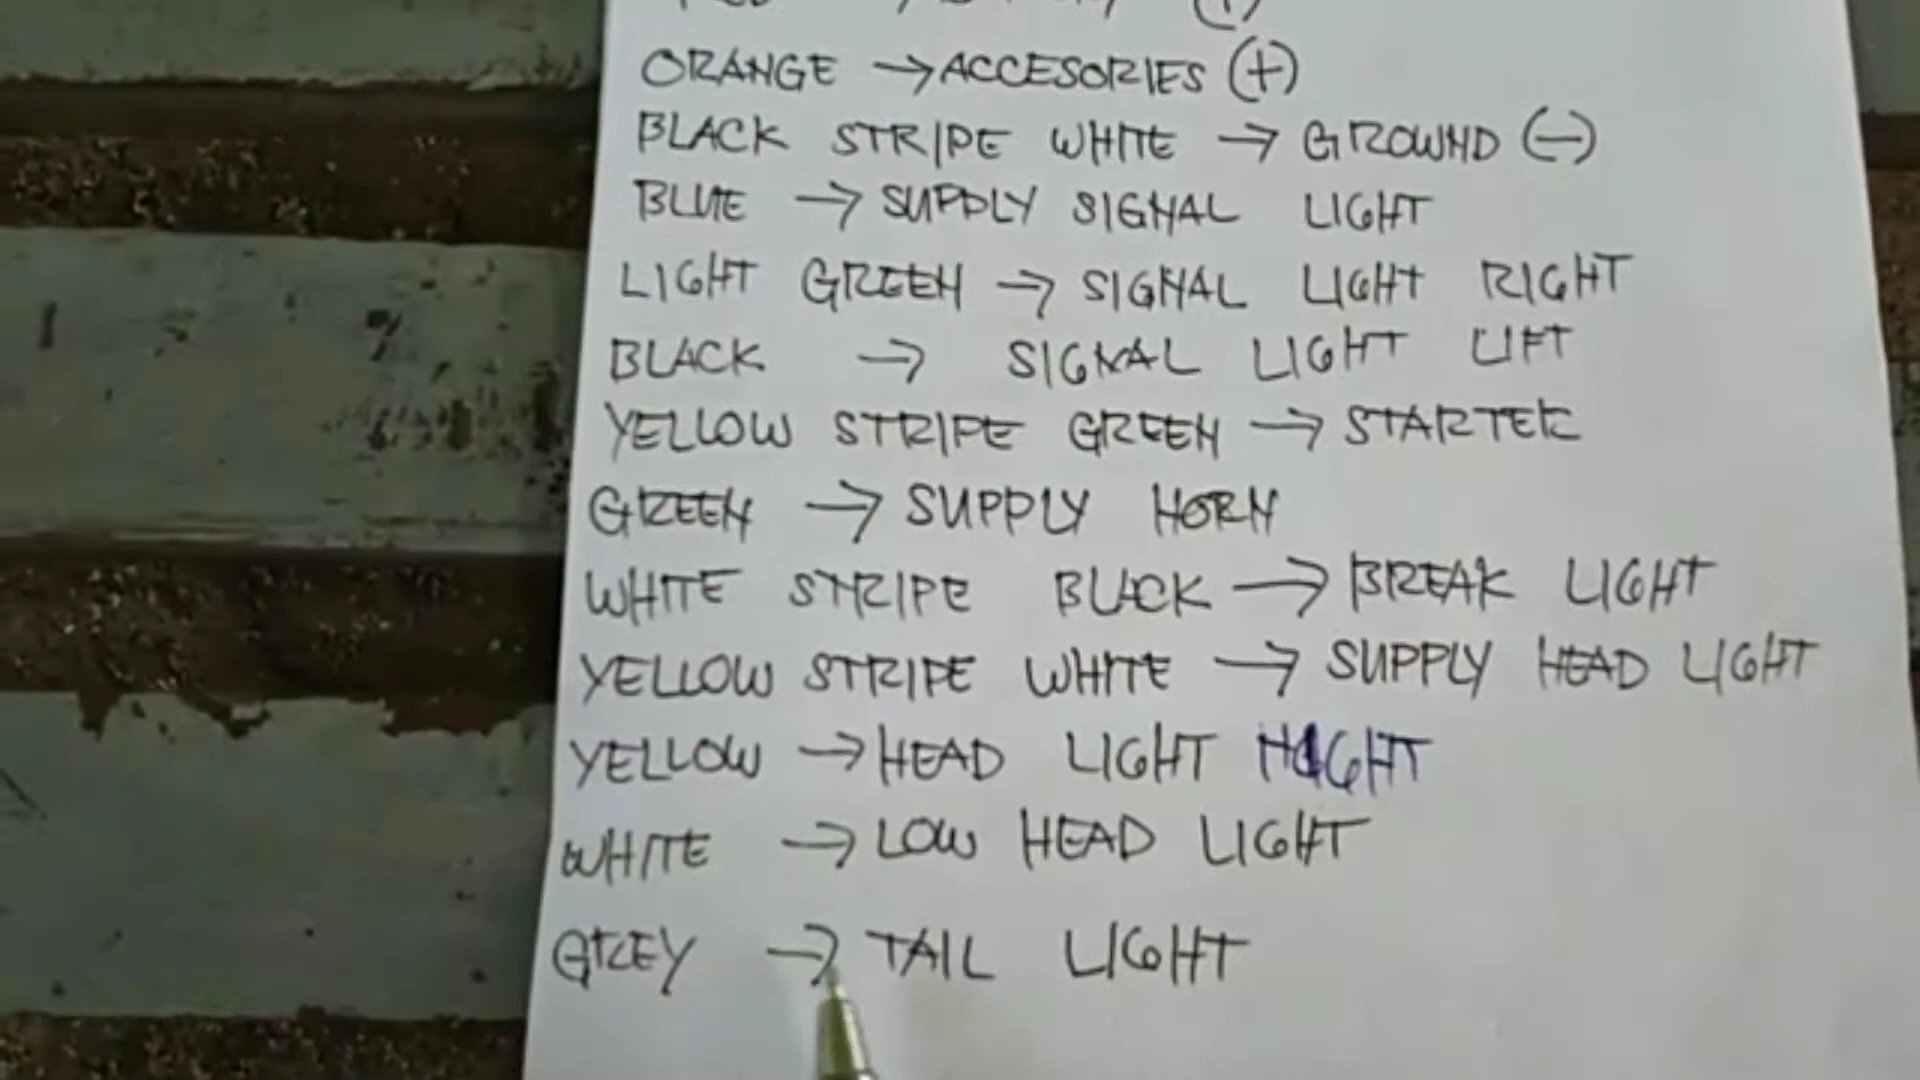 ORANGE → ACCESORIES (+)
BLACK STRIPE WHITE → GROWND (-)
BLUE → SUPPLY SIGNAL LIGHT
LIGHT GREEN → SIGNAL LIGHT RIGHT
BLACK → SIGNAL LIGHT LIFT
YELLOW STRIPE GREEN → STARTER
GREEN → SUPPLY HORN
WHITE STRIPE BLACK → BREAK LIGHT
YELLOW STRIPE WHITE → SUPPLY HEAD LIGHT
YELLOW → HEAD LIGHT HIGHT
WHITE → LOW HEAD LIGHT
GREY → TAIL LIGHT